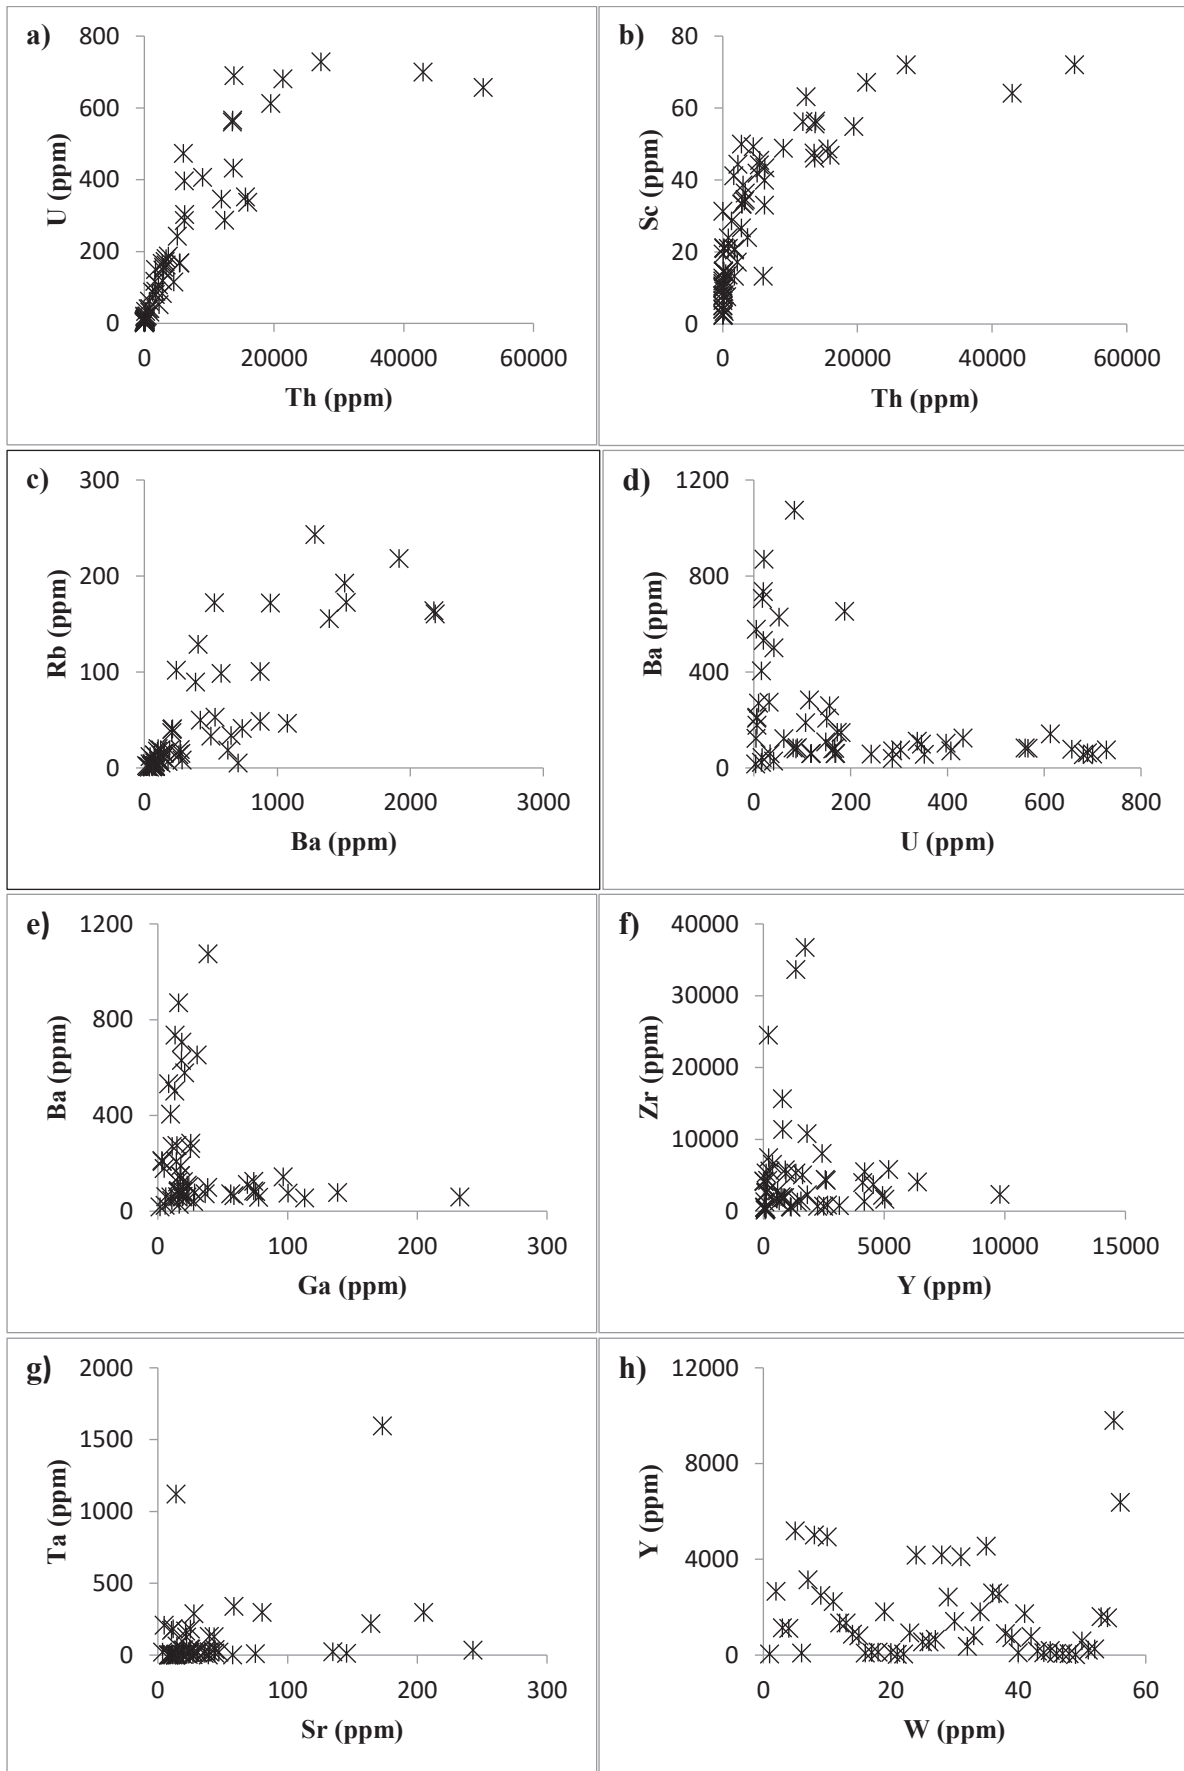 a)
800
600
400
200
0
U (ppm)
0 20000 40000 60000
Th (ppm)
b)
80
60
40
20
0
Sc (ppm)
0 20000 40000 60000
Th (ppm)
c)
300
200
100
0
Rb (ppm)
0 1000 2000 3000
Ba (ppm)
d)
1200
800
400
0
Ba (ppm)
0 200 400 600 800
U (ppm)
e)
1200
800
400
0
Ba (ppm)
0 100 200 300
Ga (ppm)
f)
40000
30000
20000
10000
0
Zr (ppm)
0 5000 10000 15000
Y (ppm)
g)
2000
1500
1000
500
0
Ta (ppm)
0 100 200 300
Sr (ppm)
h)
12000
8000
4000
0
Y (ppm)
0 20 40 60
W (ppm)